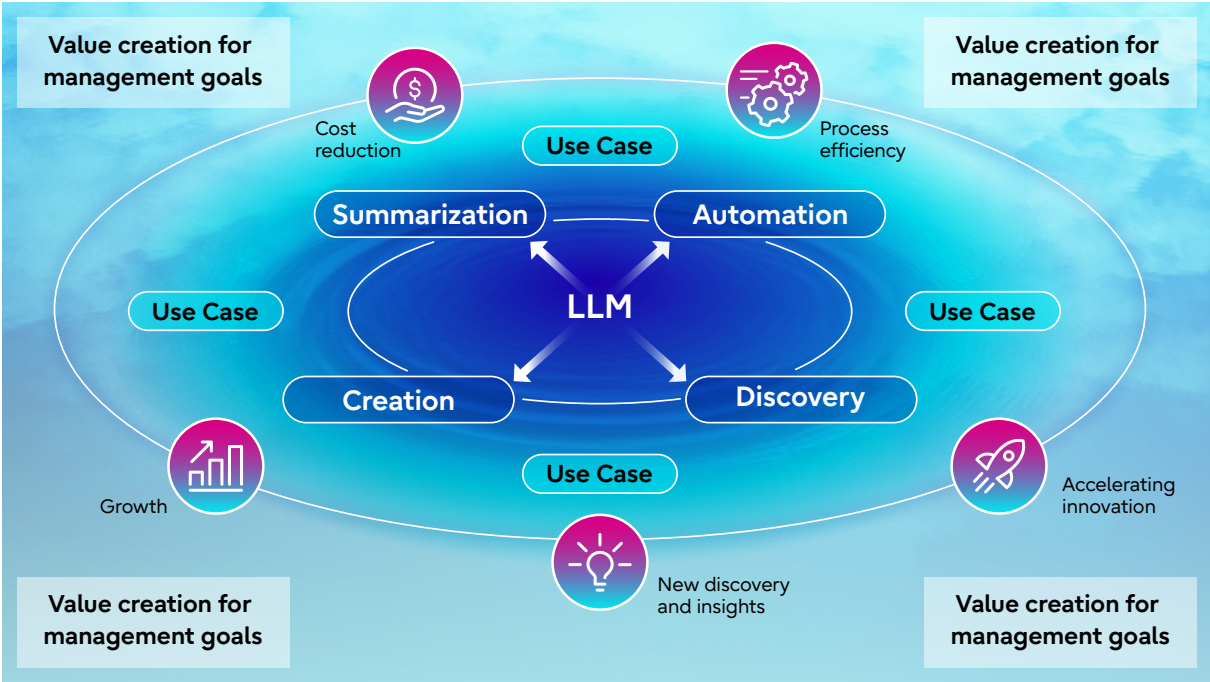 Value creation for
management goals
Value creation for
management goals
$
Cost
reduction
Process
efficiency
Use Case
Summarization
Automation
Use Case
LLM
Use Case
Creation
Discovery
Use Case
Growth
Accelerating
innovation
New discovery
and insights
Value creation for
management goals
Value creation for
management goals